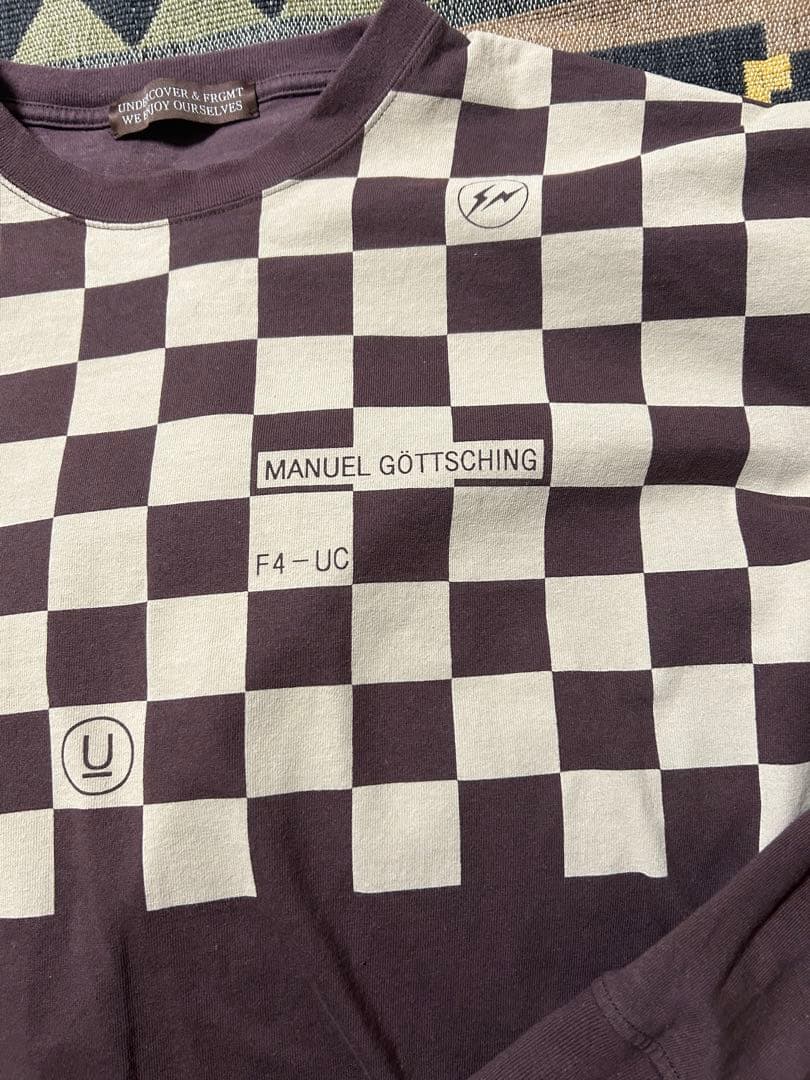 UNDERCOVER & FRGMT
WE ENJOY OURSELVES
MANUEL GÖTTSCHING
F4-UC
U